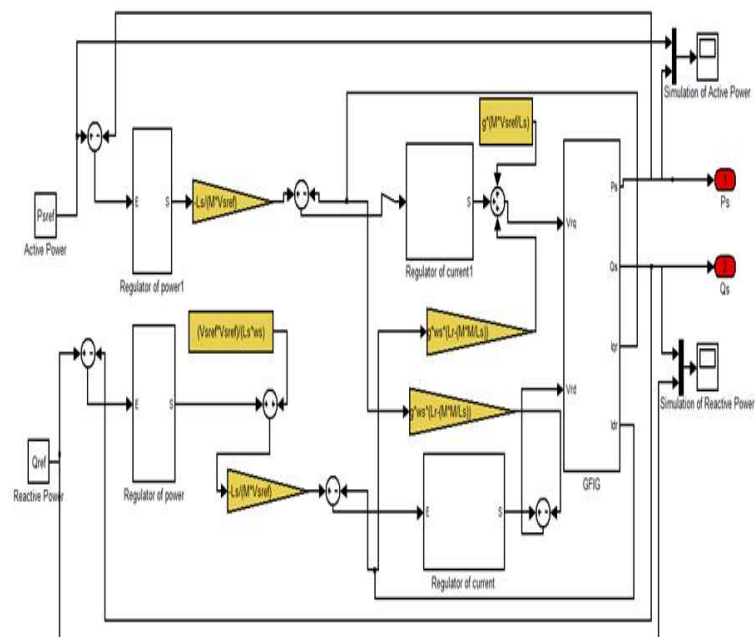 Simulation of Active Power
g*(M*Vsref/Ls)
Psref
Active Power
E S
Regulator of power1
-Ls/(M*Vsref)
S
Regulator of current1
Vrq
Ps
Ps
Qs
Qs
(Vsref*Vsref)/(Ls*ws)
g*ws*(Lr-(M*M/Ls))
Iqr
E S
Regulator of power
g*ws*(Lr-(M*M/Ls))
Vrd
Simulation of Reactive Power
Idr
Qref
Reactive Power
-Ls/(M*Vsref)
E S
Regulator of current
GFIG